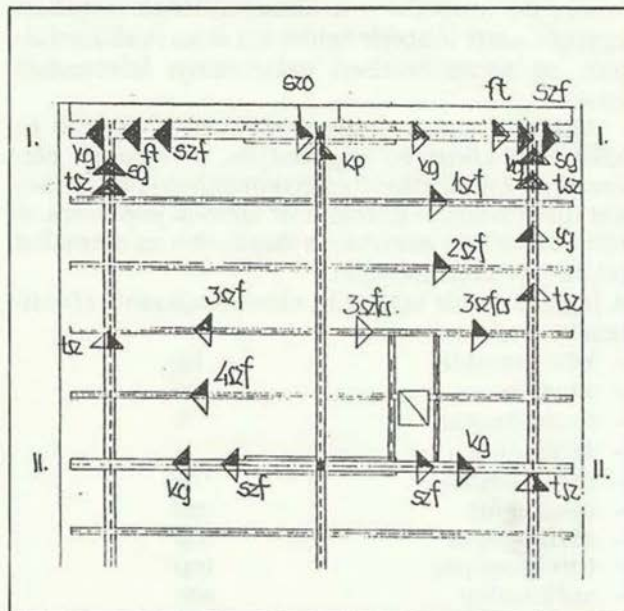 szo ft szf
I. kg ft szf kp kg kg sg I.
tsz sg tsz
1szf
sg
2szf
3szf 3szfa 3szfa tsz
tsz
4szf
kg
II. kg szf szf II.
tsz